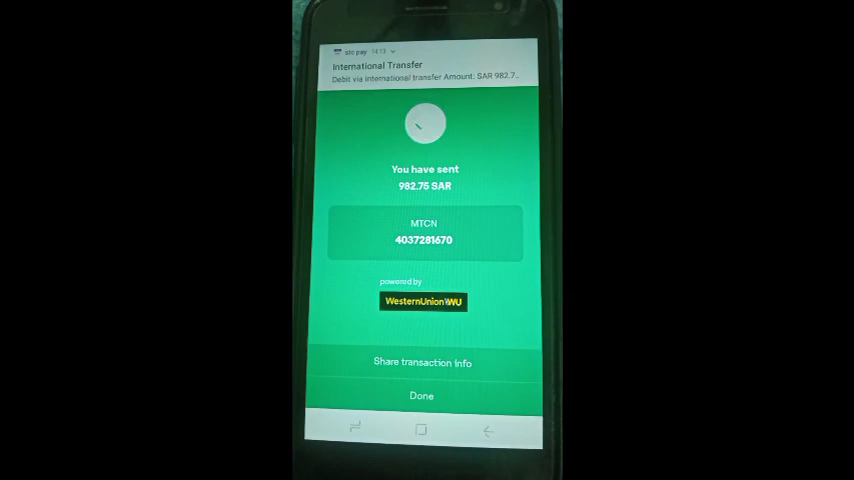 stc pay 14:13
International Transfer
Debit via international transfer Amount: SAR 982.7..
You have sent
982.75 SAR
MTCN
4037281670
powered by
WesternUnion WU
Share transaction info
Done